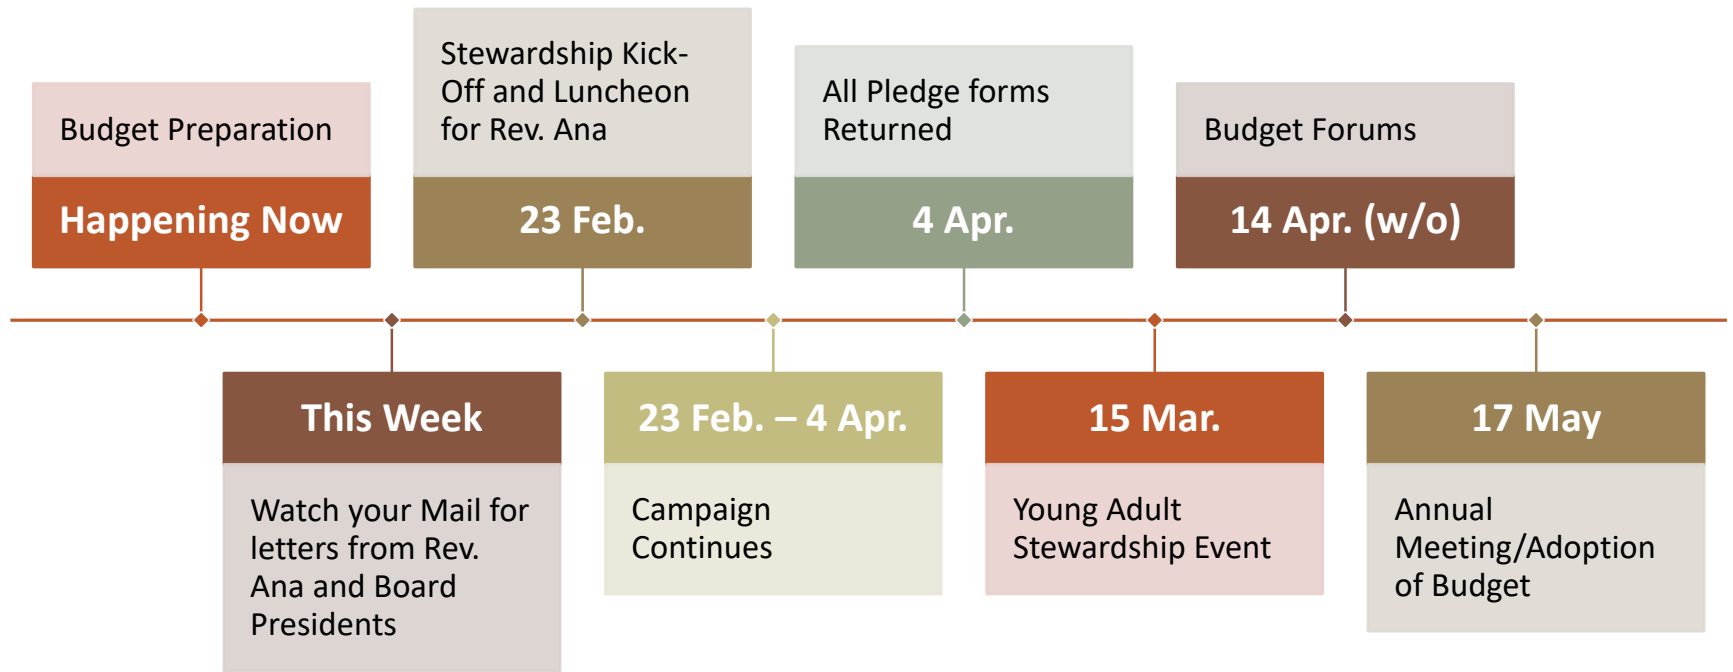 Budget Preparation
Happening Now
This Week
Watch your Mail for
letters from Rev.
Ana and Board
Presidents
Stewardship Kick-
Off and Luncheon
for Rev. Ana
23 Feb.
23 Feb. – 4 Apr.
Campaign
Continues
All Pledge forms
Returned
4 Apr.
15 Mar.
Young Adult
Stewardship Event
Budget Forums
14 Apr. (w/o)
17 May
Annual
Meeting/Adoption
of Budget